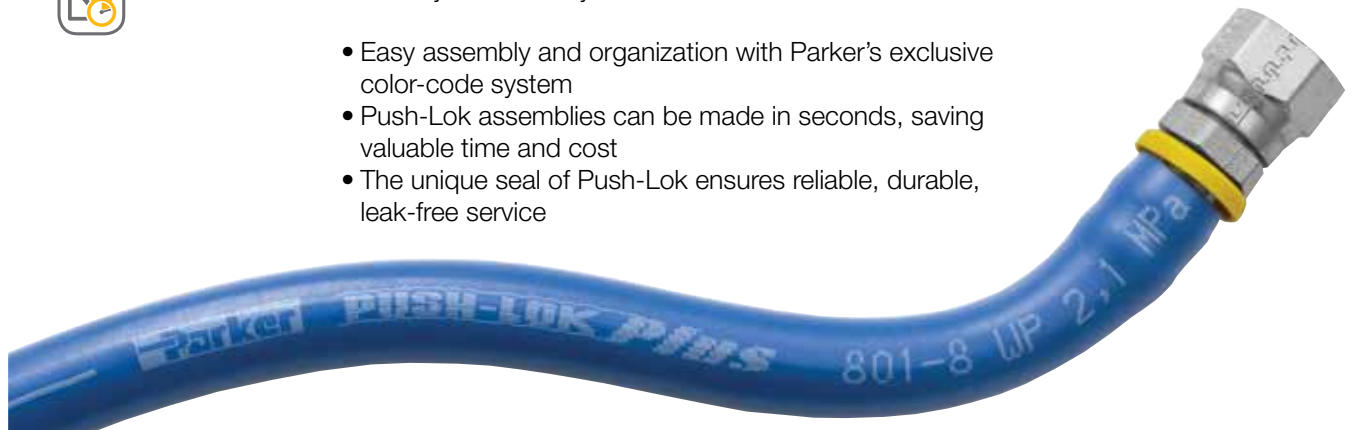 • Easy assembly and organization with Parker's exclusive
color-code system
• Push-Lok assemblies can be made in seconds, saving
valuable time and cost
• The unique seal of Push-Lok ensures reliable, durable,
leak-free service
Parker PUSH-LOK Plus 801-8 WP 2,1 MPa